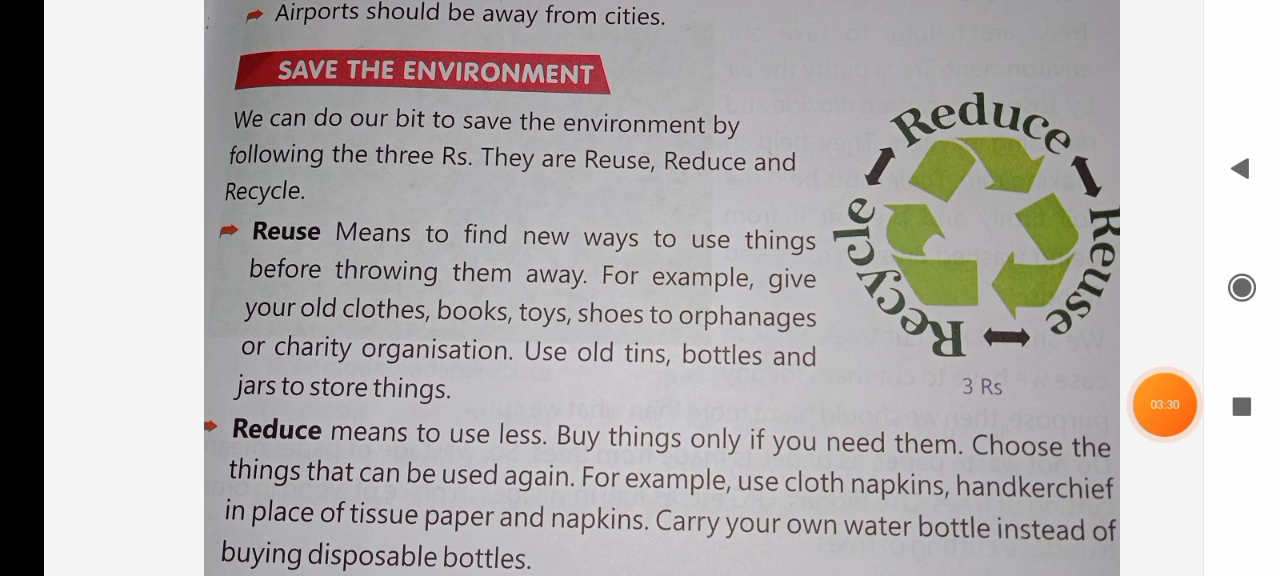 Airports should be away from cities.
SAVE THE ENVIRONMENT
We can do our bit to save the environment by
following the three Rs. They are Reuse, Reduce and
Recycle.
Reuse Means to find new ways to use things
before throwing them away. For example, give
your old clothes, books, toys, shoes to orphanages
or charity organisation. Use old tins, bottles and
jars to store things.
Reduce
Reuse
Recycle
3 Rs
Reduce means to use less. Buy things only if you need them. Choose the
things that can be used again. For example, use cloth napkins, handkerchief
in place of tissue paper and napkins. Carry your own water bottle instead of
buying disposable bottles.
03:30